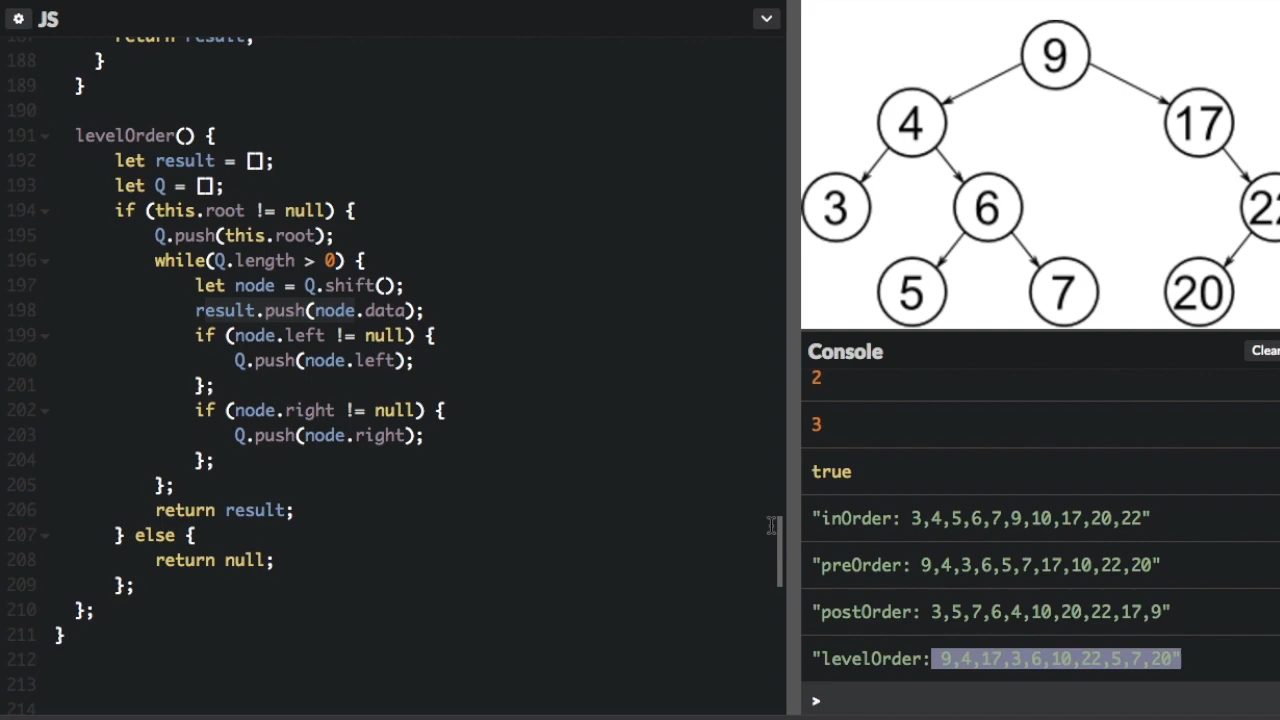 JS
187 return result;
188 }
189 }
190
191 levelOrder() {
192 let result = [];
193 let Q = [];
194 if (this.root != null) {
195 Q.push(this.root);
196 while(Q.length > 0) {
197 let node = Q.shift();
198 result.push(node.data);
199 if (node.left != null) {
200 Q.push(node.left);
201 };
202 if (node.right != null) {
203 Q.push(node.right);
204 };
205 };
206 return result;
207 } else {
208 return null;
209 };
210 };
211 }
212
213
214
9
4 17
3 6 22
5 7 20
Console
Clear
2
3
true
"inOrder: 3,4,5,6,7,9,10,17,20,22"
"preOrder: 9,4,3,6,5,7,17,10,22,20"
"postOrder: 3,5,7,6,4,10,20,22,17,9"
"levelOrder: 9,4,17,3,6,10,22,5,7,20"
>